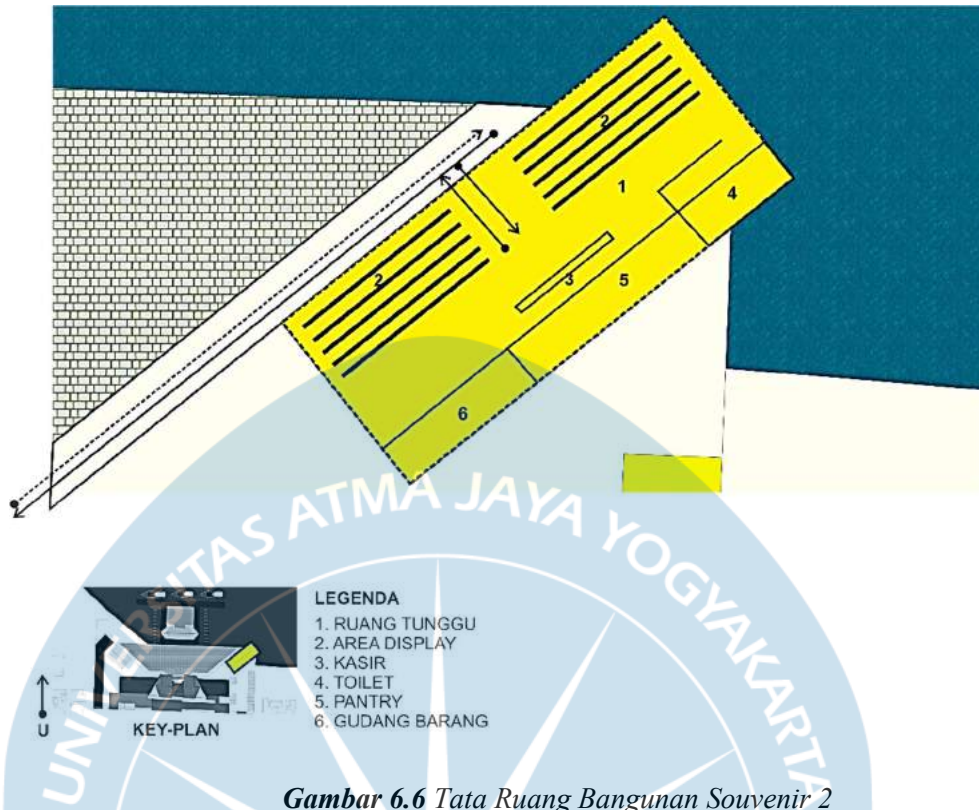 2
1
4
3
5
2
6
UNIVERSITAS ATMA JAYA YOGYAKARTA
LEGENDA
1. RUANG TUNGGU
2. AREA DISPLAY
3. KASIR
4. TOILET
5. PANTRY
6. GUDANG BARANG
U
KEY-PLAN
Gambar 6.6 Tata Ruang Bangunan Souvenir 2